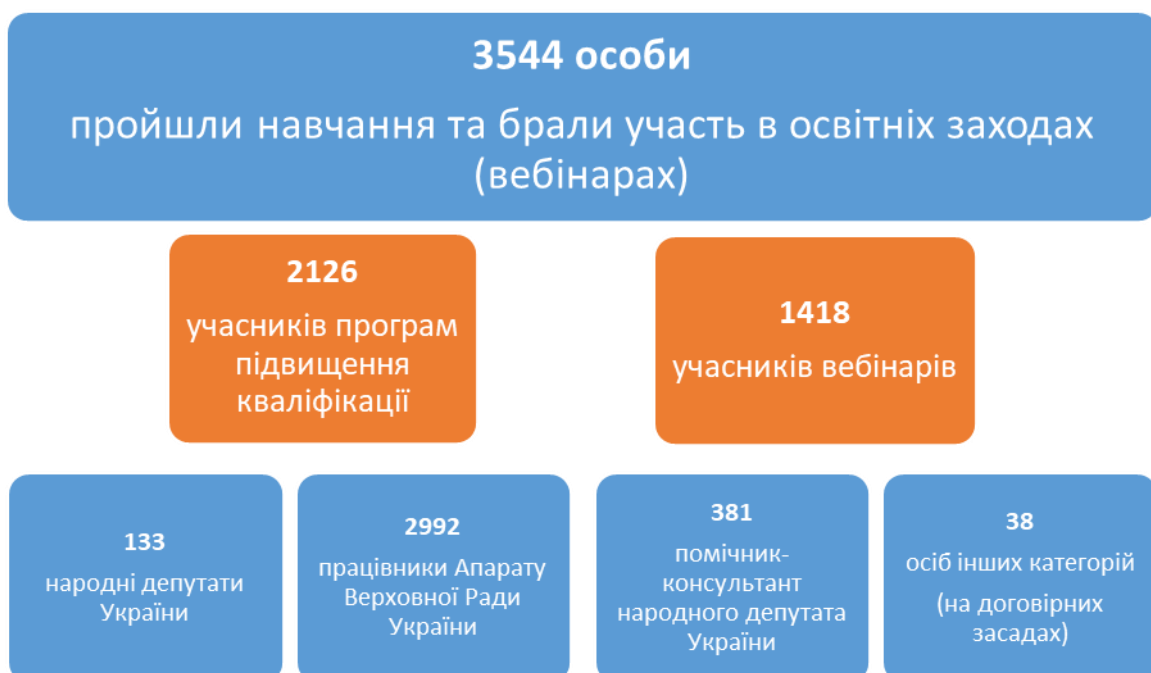 3544 особи
пройшли навчання та брали участь в освітніх заходах
(вебінарах)
2126
учасників програм
підвищення
кваліфікації
1418
учасників вебінарів
133
народні депутати
України
2992
працівники Апарату
Верховної Ради
України
381
помічник-
консультант
народного депутата
України
38
осіб інших категорій
(на договірних
засадах)